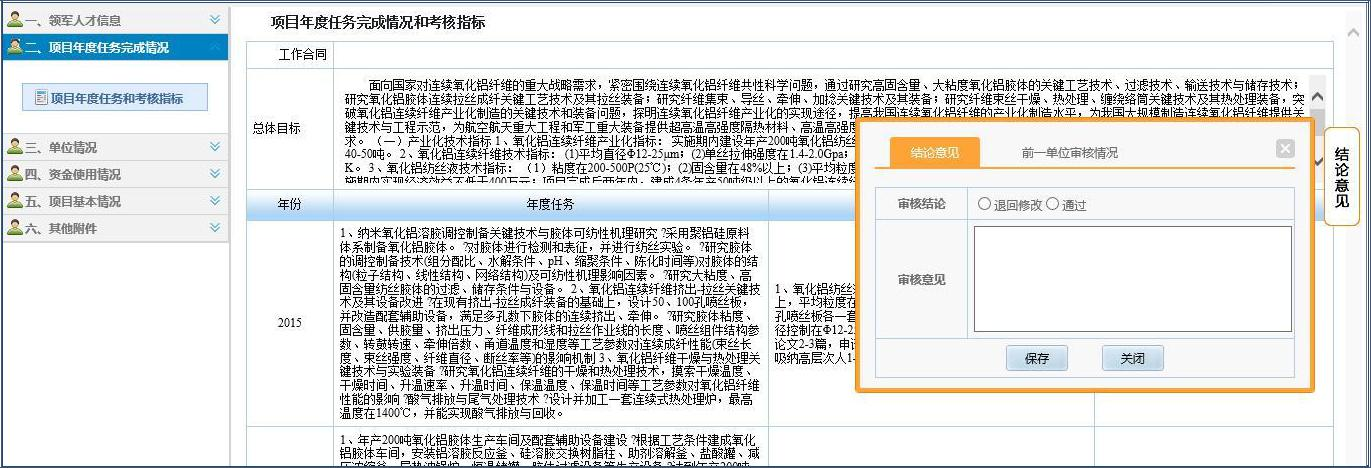 一、领军人才信息
二、项目年度任务完成情况
项目年度任务和考核指标
三、单位情况
四、资金使用情况
五、项目基本情况
六、其他附件
项目年度任务完成情况和考核指标
工作合同
总体目标
面向国家对连续氧化铝纤维的重大战略需求，紧密围绕连续氧化铝纤维共性科学问题，通过研究高固含量、大粘度氧化铝胶体的关键工艺技术、过滤技术、输送技术与储存技术；
研究氧化铝胶体连续拉丝成纤关键工艺技术及其拉丝装备；研究纤维集束、导丝、牵伸、加捻关键技术及其装备；研究纤维束丝干燥、热处理、缠绕络筒关键技术及其热处理装备，突
破氧化铝连续纤维产业化制造的关键技术和装备问题，探明连续氧化铝纤维产业化的实现途径，提高我国连续氧化铝纤维的产业化制造水平，为我国大规模制造连续氧化铝纤维提供关
键技术与工程示范，为航空航天重大工程和军工重大装备提供超高温高强度隔热材料、高温高强度
求。（一）产业化技术指标 1、氧化铝连续纤维产业化指标： 实施期内建设年产200吨氧化铝纺丝
40-50吨。 2、氧化铝连续纤维技术指标：(1)平均直径Φ12-25μm；(2)单丝拉伸强度在1.4-2.0Gpa；
K。 3、氧化铝纺丝液技术指标：（1）粘度在200-500P(25℃)；(2)固含量在48%以上；(3)平均粒度
施期内实现经济效益不低于400万元；项目完成后两年内，建成4条年产50吨级以上的氧化铝连续纤
年份
年度任务
2015
1、纳米氧化铝溶胶调控制备关键技术与胶体可纺性机理研究 ?采用聚铝硅原料
体系制备氧化铝胶体。 ?对胶体进行检测和表征，并进行纺丝实验。 ?研究胶体
的调控制备技术(组分配比、水解条件、pH、缩聚条件、陈化时间等)对胶体的结
构(粒子结构、线性结构、网络结构)及可纺性机理影响因素。 ?研究大粘度、高
固含量纺丝胶体的过滤、储存条件与设备。 2、氧化铝连续纤维挤出-拉丝关键技
术及其设备改进 ?在现有挤出-拉丝成纤装备的基础上，设计50、100孔喷丝板，
并改造配套辅助设备，满足多孔数下胶体的连续挤出、牵伸。 ?研究胶体粘度、
固含量、供胶量、挤出压力、纤维成形线和拉丝作业线的长度、喷丝组件结构参
数、转鼓转速、牵伸倍数、甬道温度和湿度等工艺参数对连续成纤性能(束丝长
度、束丝强度、纤维直径、断丝率等)的影响机制 3、氧化铝纤维干燥与热处理关
键技术与实验装备 ?研究氧化铝连续纤维的干燥和热处理技术，摸索干燥温度、
干燥时间、升温速率、升温时间、保温温度、保温时间等工艺参数对氧化铝纤维
性能的影响 ?酸气排放与尾气处理技术 ?设计并加工一套连续式热处理炉，最高
温度在1400℃，并能实现酸气排放与回收。
1、氧化铝纺丝
上，平均粒度在
孔喷丝板各一套
径控制在Φ12-2
论文2-3篇，申请
吸纳高层次人1-
1、年产200吨氧化铝胶体生产车间及配套辅助设备建设 ?根据工艺条件建成氧化
铝胶体车间，安装铝溶胶反应釜、硅溶胶交换树脂柱、助剂溶解釜、盐酸罐、减
结论意见
前一单位审核情况
审核结论
退回修改
通过
审核意见
保存
关闭
结论意见